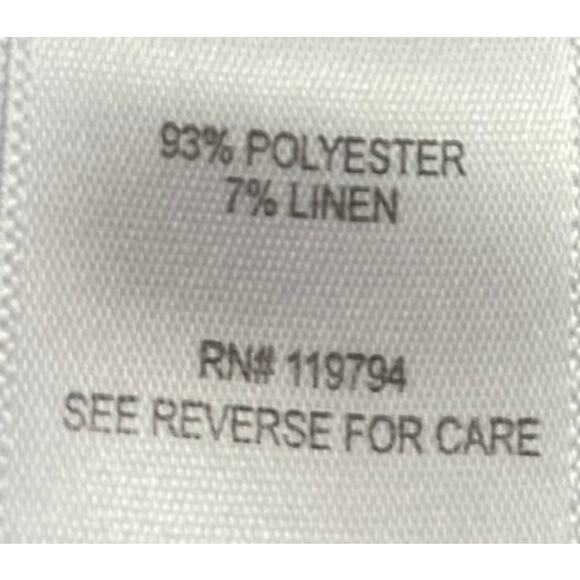 93% POLYESTER
7% LINEN
RN# 119794
SEE REVERSE FOR CARE